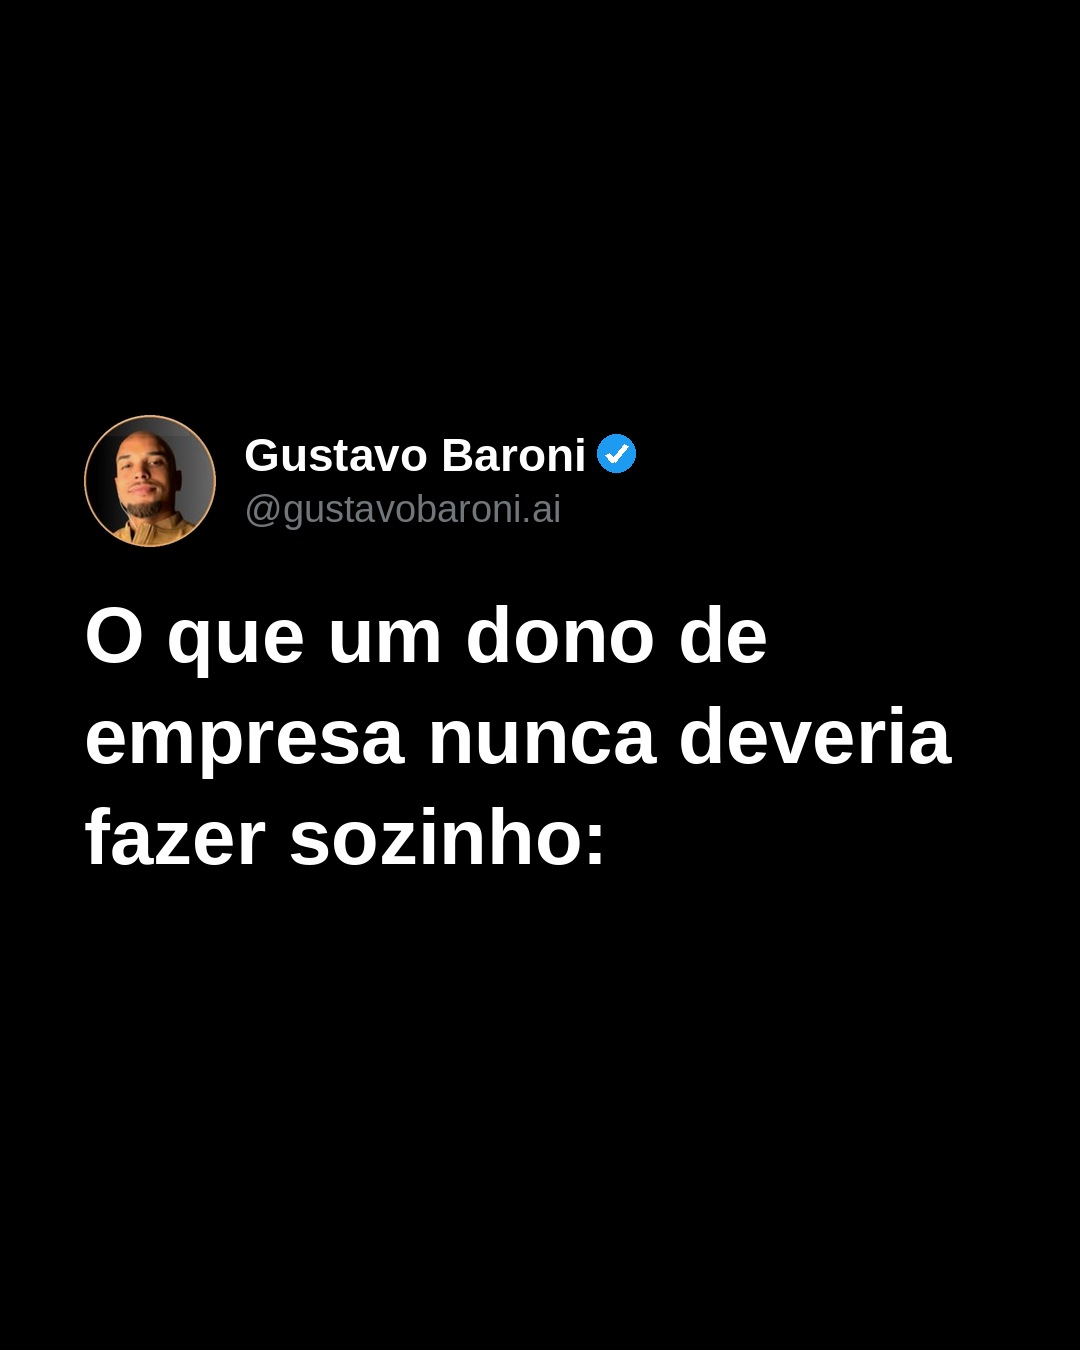 Gustavo Baroni
@gustavobaroni.ai
O que um dono de
empresa nunca deveria
fazer sozinho: